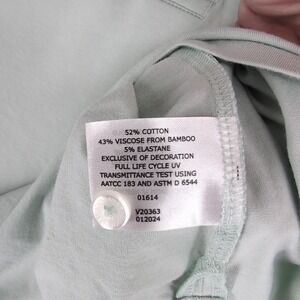 52% COTTON
43% VISCOSE FROM BAMBOO
5% ELASTANE
EXCLUSIVE OF DECORATION
FULL LIFE CYCLE UV
TRANSMITTANCE TEST USING
AATCC 183 AND ASTM D 6544
01614
V20363
012024